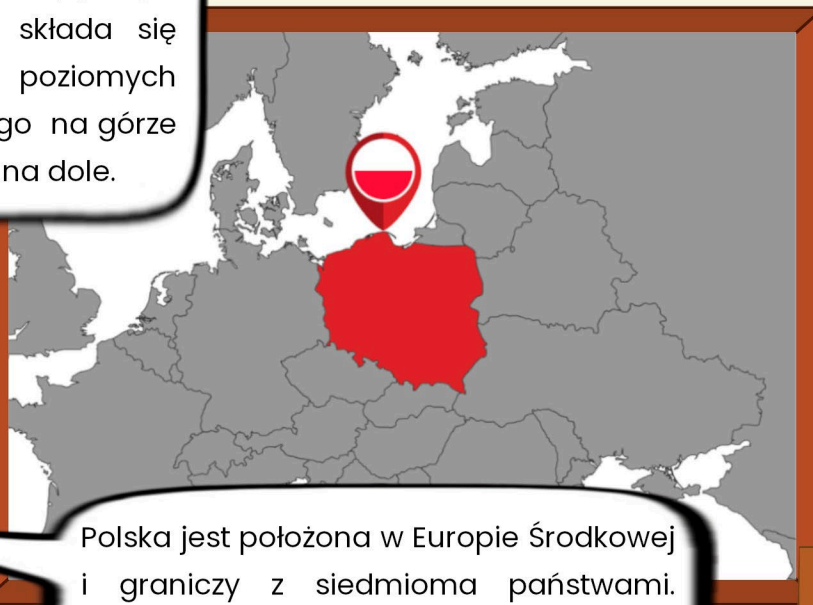 składa się
poziomych
go na górze
na dole.
Polska jest położona w Europie Środkowej
i graniczy z siedmioma państwami.